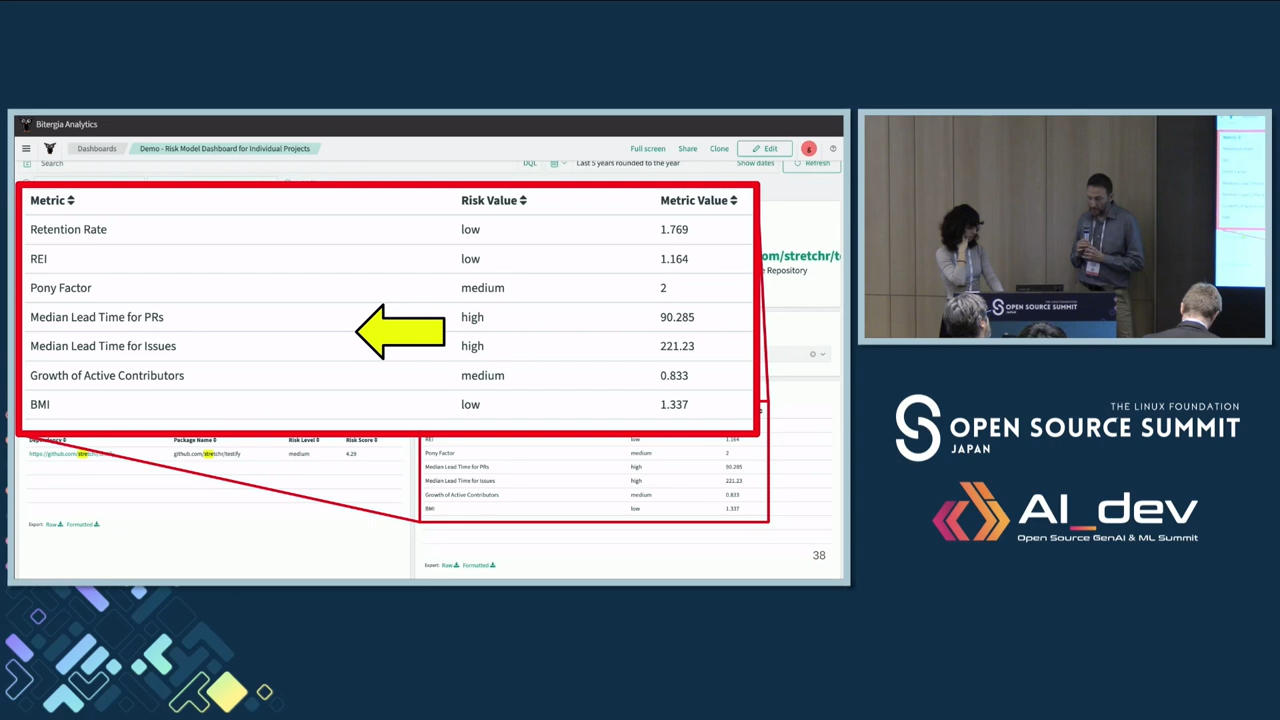 Bitergia Analytics
Dashboards
Demo - Risk Model Dashboard for Individual Projects
Full screen Share Clone Edit g
Search DQL Last 5 years rounded to the year Show dates Refresh
Metric Risk Value Metric Value
Retention Rate low 1.769
REI low 1.164
Pony Factor medium 2
Median Lead Time for PRs high 90.285
Median Lead Time for Issues high 221.23
Growth of Active Contributors medium 0.833
BMI low 1.337
om/stretchr/t
e Repository
Dependency Package Name Risk Level Risk Score
https://github.com/stretchr/testify github.com/stretchr/testify medium 4.29
Export: Raw Formatted
REI low 1.164
Pony Factor medium 2
Median Lead Time for PRs high 90.285
Median Lead Time for Issues high 221.23
Growth of Active Contributors medium 0.833
BMI low 1.337
Export: Raw Formatted
38
OPEN SOURCE SUMMIT
JAPAN
THE LINUX FOUNDATION
OPEN SOURCE SUMMIT
JAPAN
AI_dev
Open Source GenAI & ML Summit